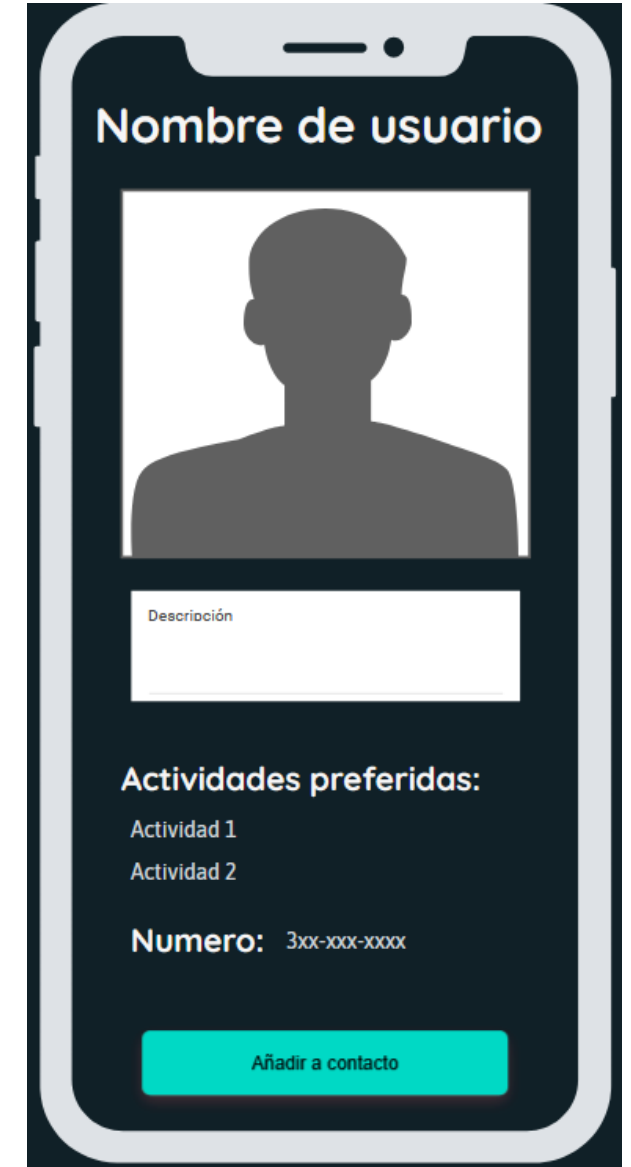 Nombre de usuario
Descripción
Actividades preferidas:
Actividad 1
Actividad 2
Numero: 3xx-xxx-xxxx
Añadir a contacto